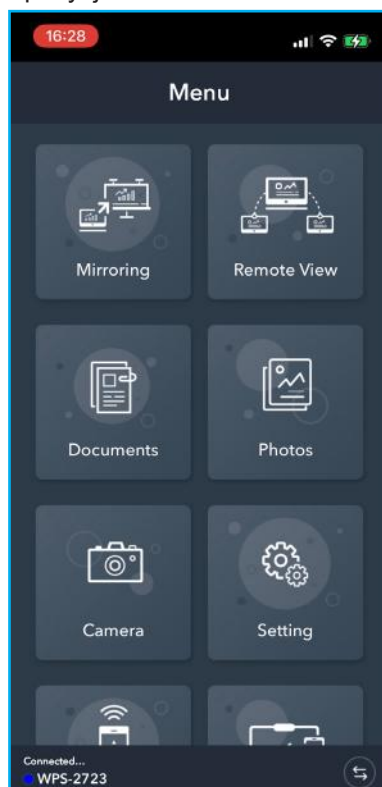 16:28
Menu
Mirroring
Remote View
Documents
Photos
Camera
Setting
Connected...
WPS-2723